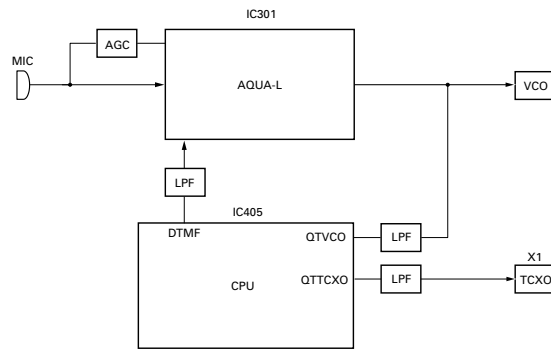 IC301
AGC
MIC
AQUA-L
VCO
LPF
IC405
DTMF
QTVCO
LPF
X1
QTTCXO
LPF
TCXO
CPU